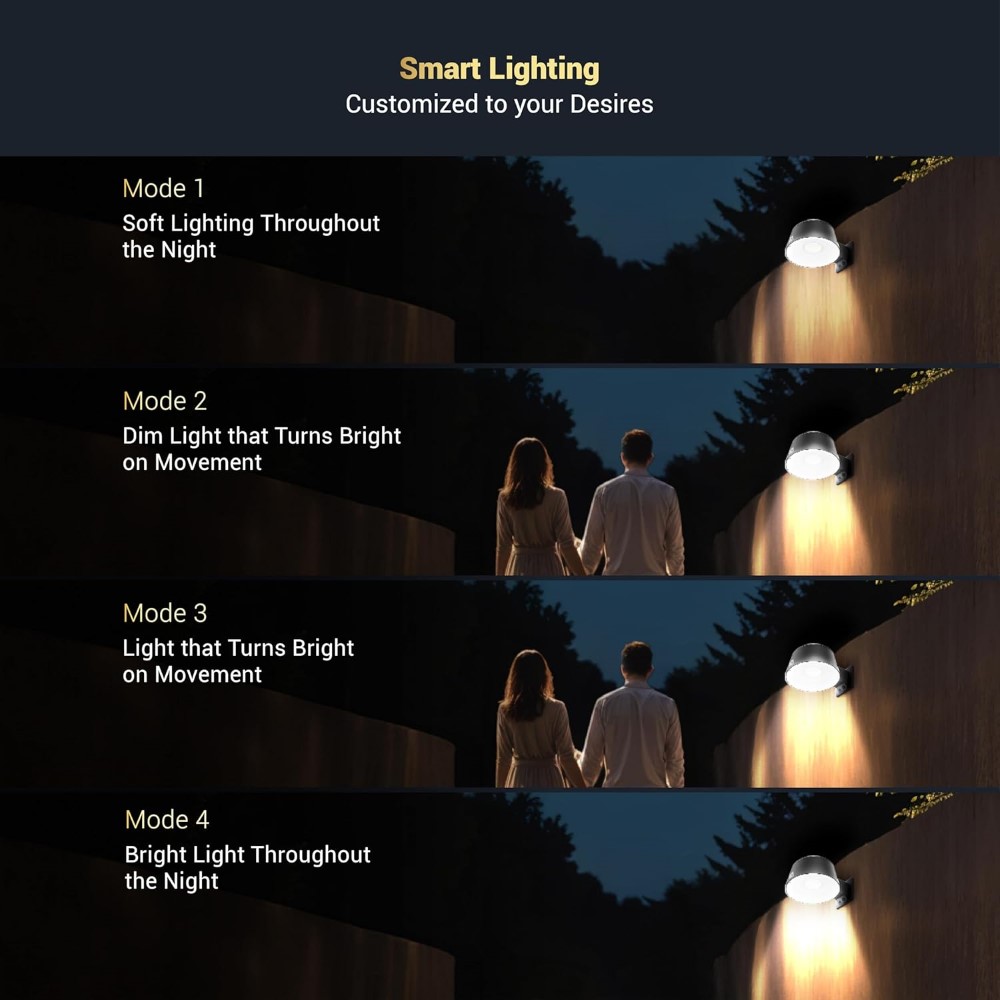 Smart Lighting
Customized to your Desires
Mode 1
Soft Lighting Throughout
the Night
Mode 2
Dim Light that Turns Bright
on Movement
Mode 3
Light that Turns Bright
on Movement
Mode 4
Bright Light Throughout
the Night